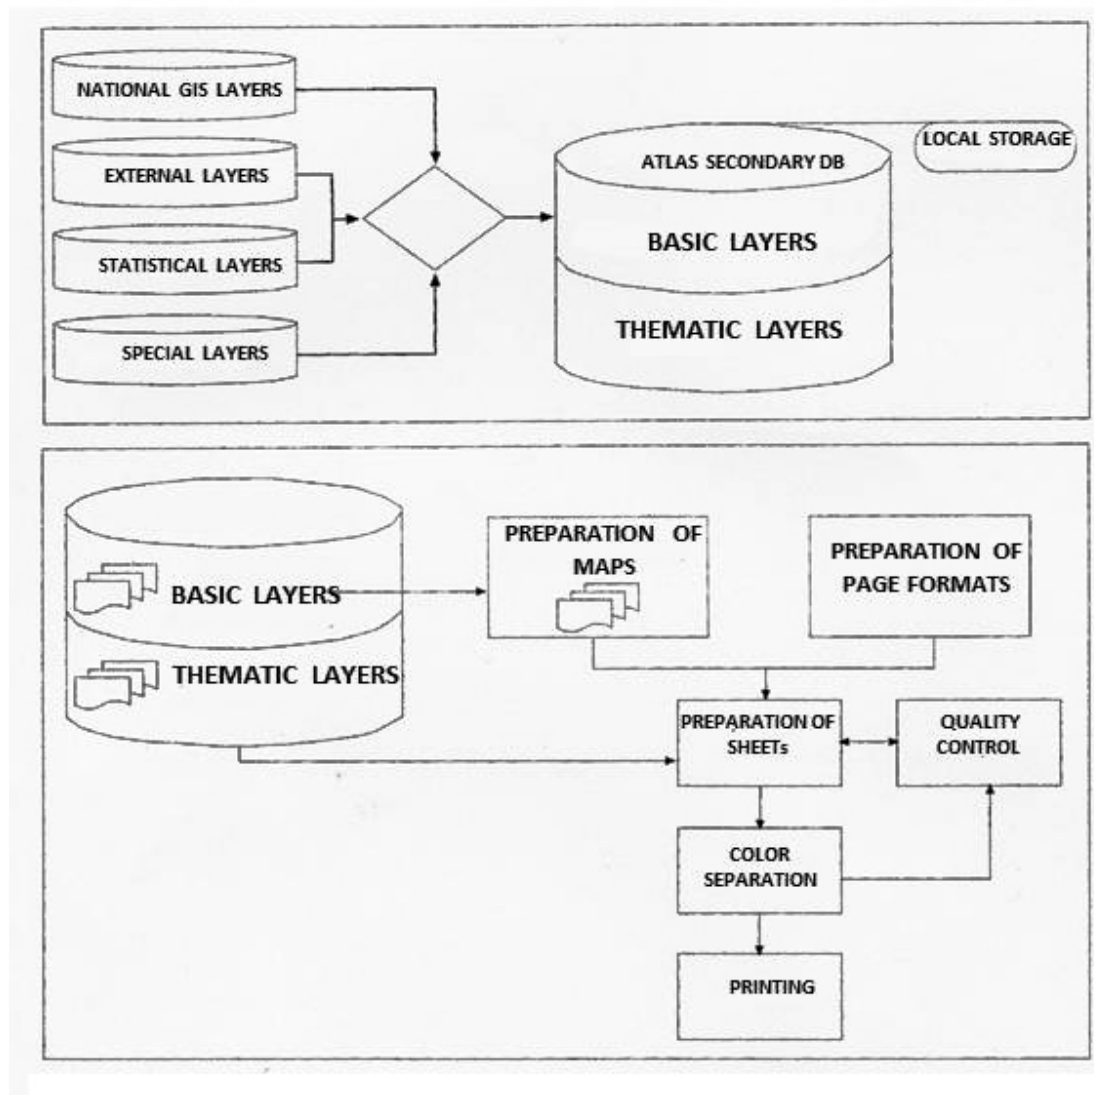 NATIONAL GIS LAYERS
EXTERNAL LAYERS
STATISTICAL LAYERS
SPECIAL LAYERS
ATLAS SECONDARY DB
BASIC LAYERS
THEMATIC LAYERS
LOCAL STORAGE
BASIC LAYERS
THEMATIC LAYERS
PREPARATION OF
MAPS
PREPARATION OF
PAGE FORMATS
PREPARATION OF
SHEETs
QUALITY
CONTROL
COLOR
SEPARATION
PRINTING